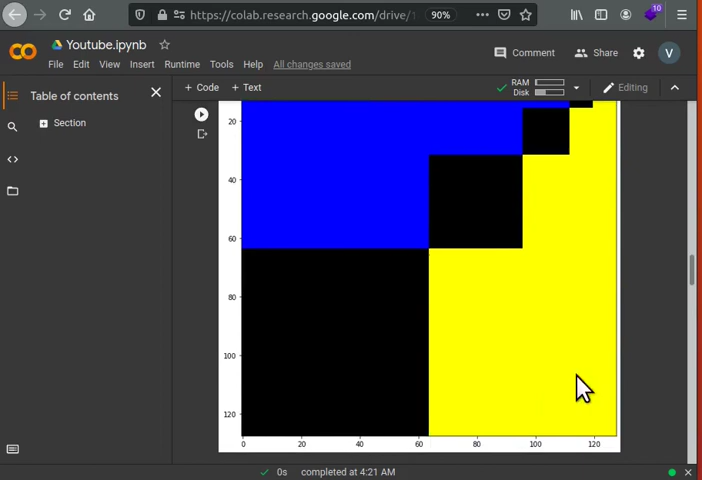 https://colab.research.google.com/drive/1
90%
10
Youtube.ipynb
File Edit View Insert Runtime Tools Help All changes saved
Comment Share V
Table of contents
+ Code + Text
RAM
Disk
Editing
Section
20
40
60
80
100
120
0 20 40 60 80 100 120
0s completed at 4:21 AM